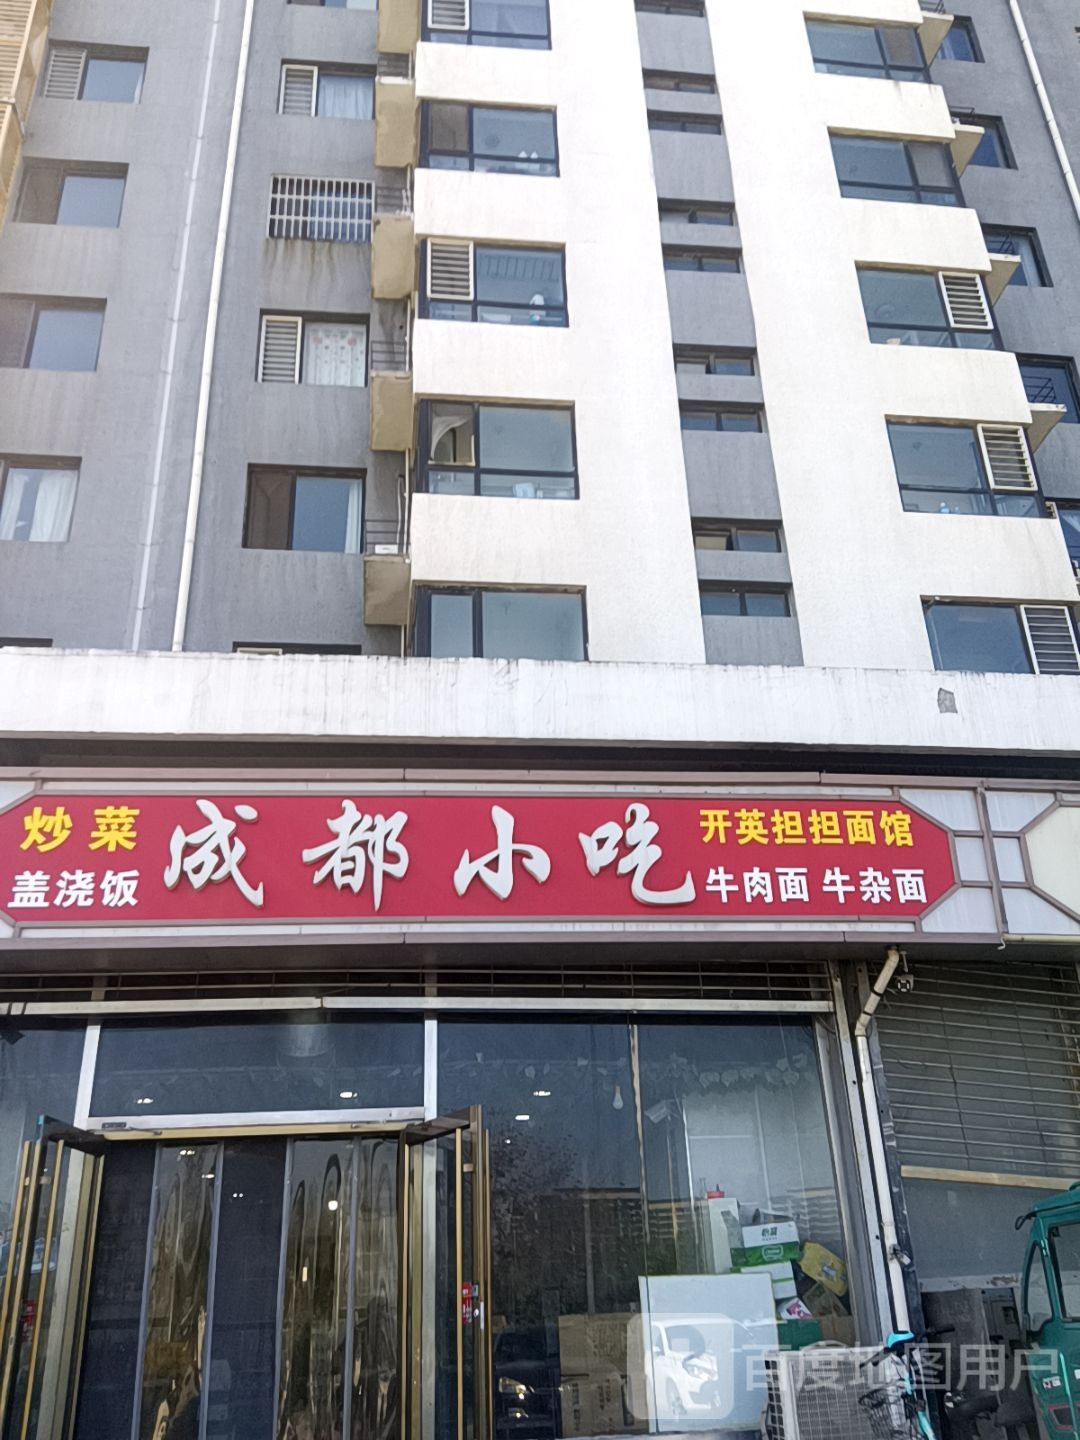 炒菜
盖浇饭
成都小吃
开英担担面馆
牛肉面 牛杂面
百度地图用户